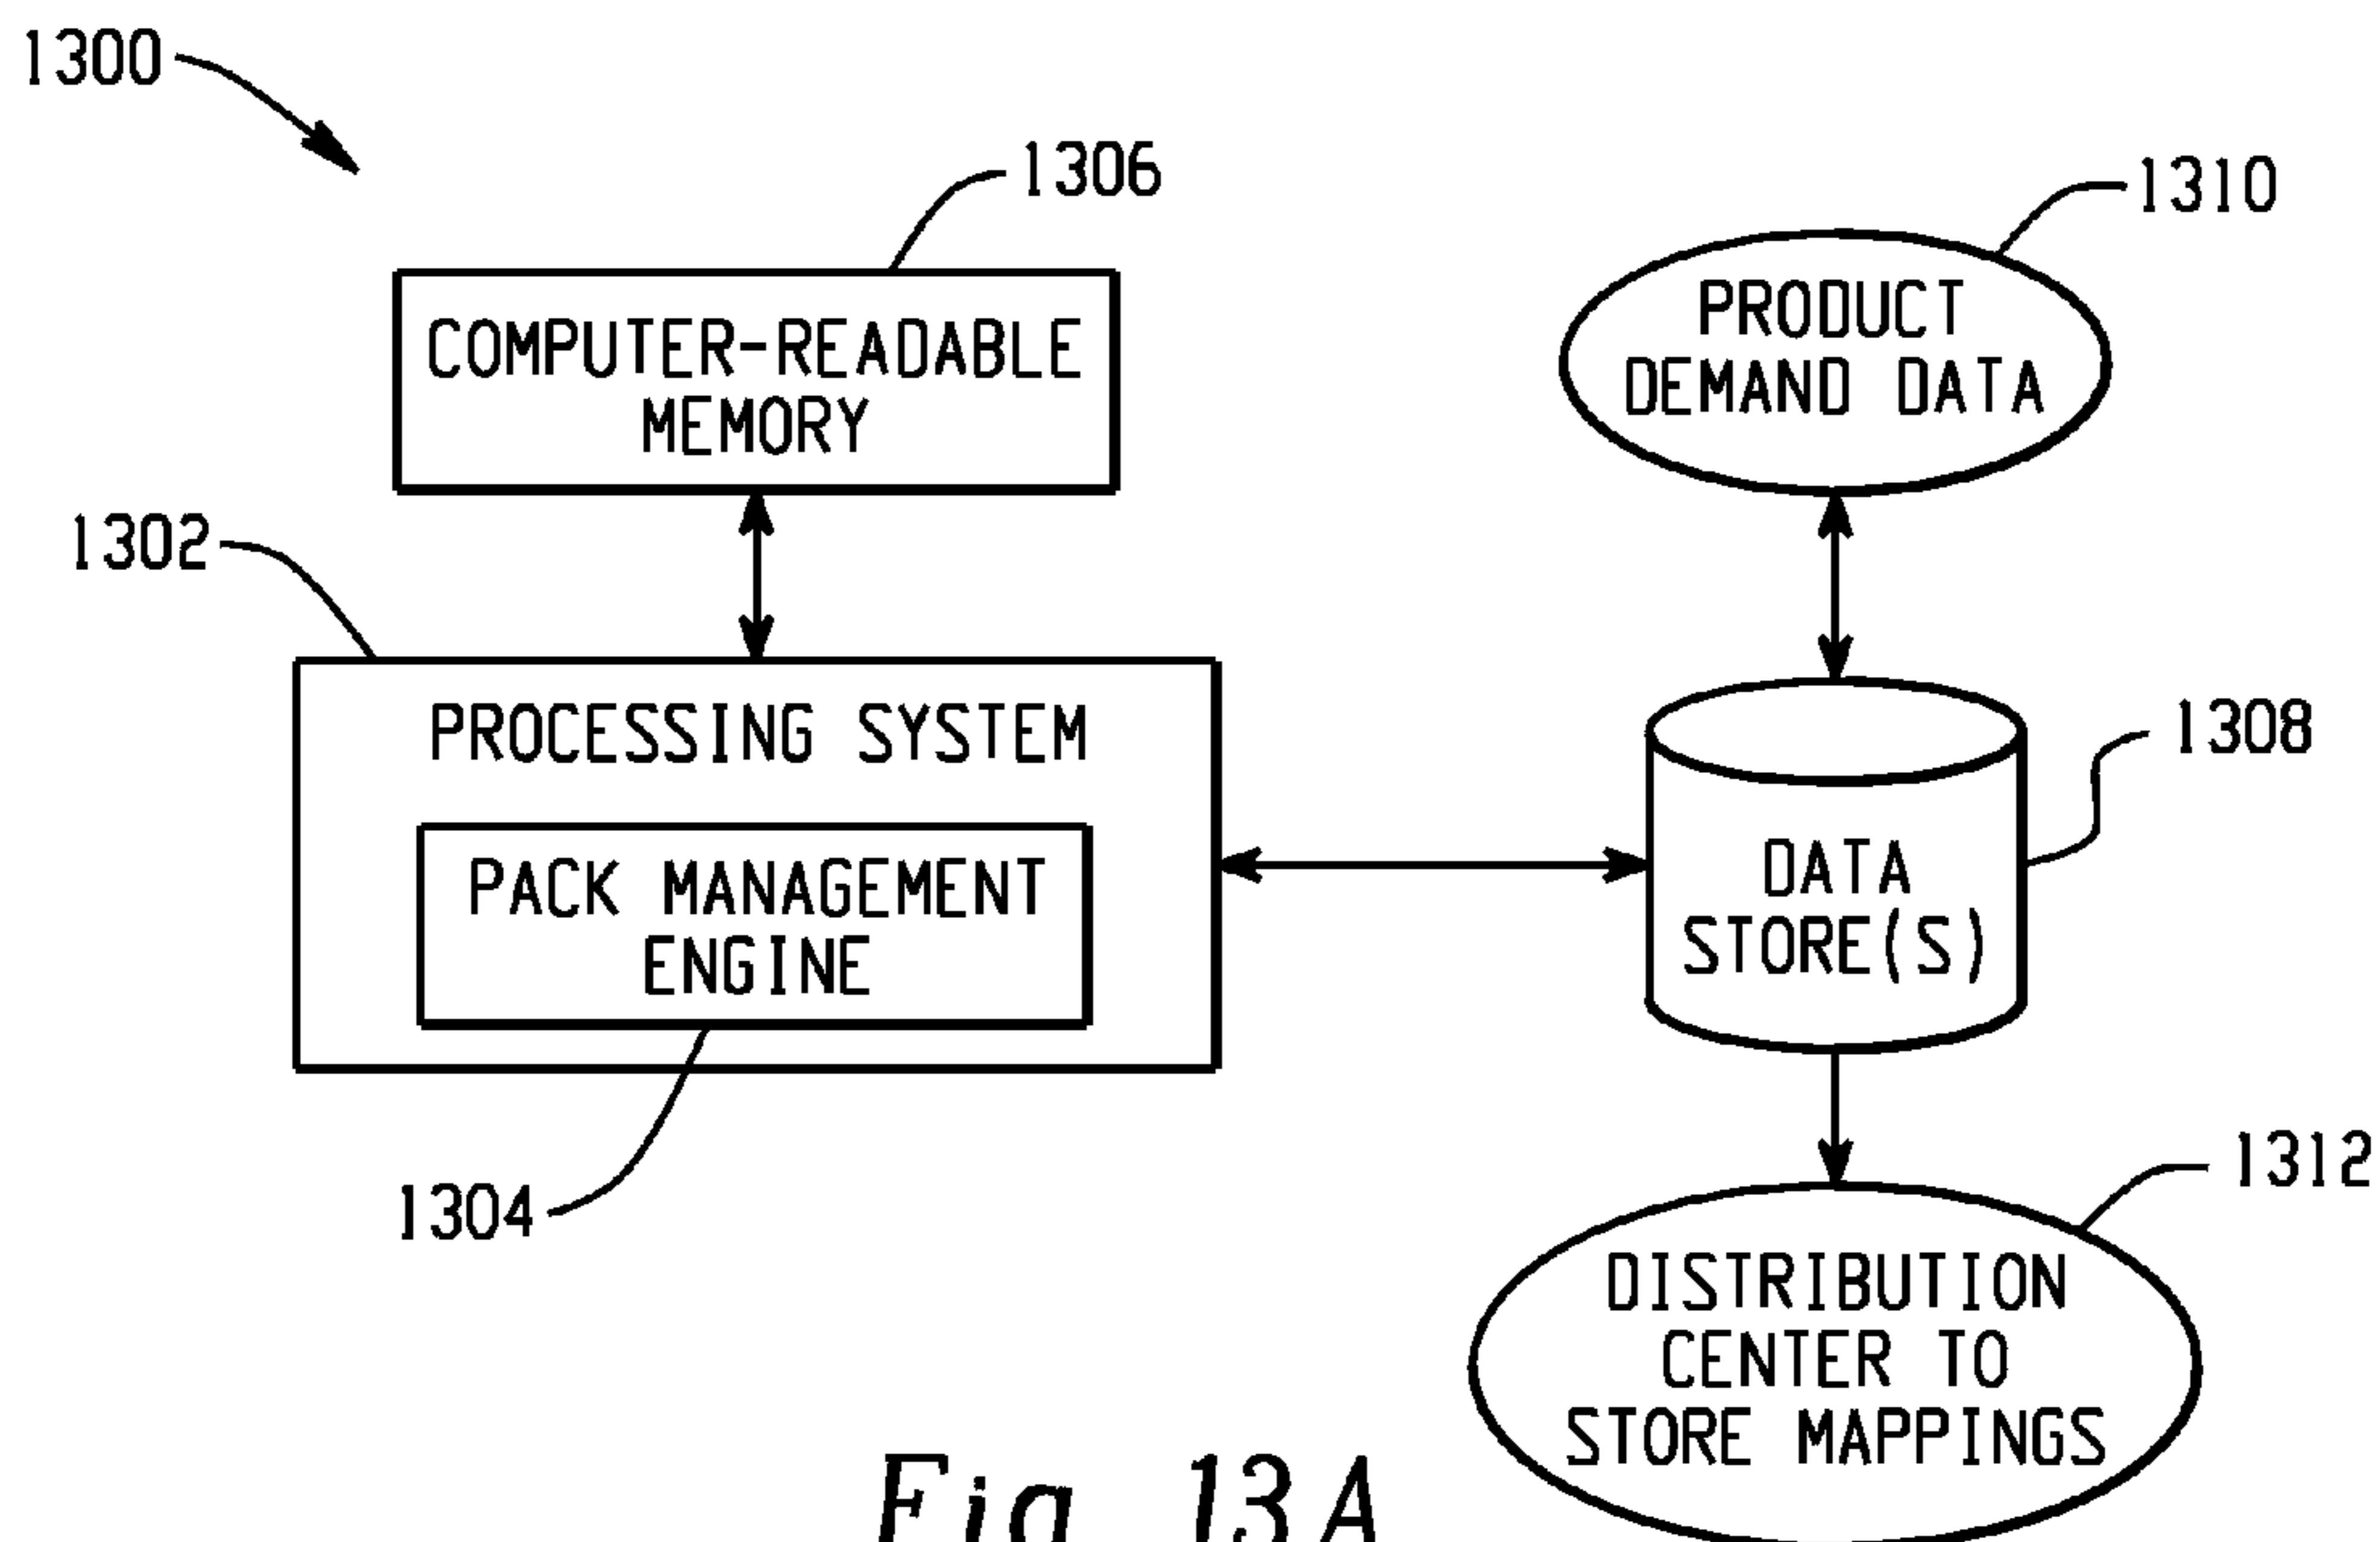 1300
1306
1310
COMPUTER-READABLE
MEMORY
PRODUCT
DEMAND DATA
1302
PROCESSING SYSTEM
PACK MANAGEMENT
ENGINE
1308
DATA
STORE(S)
1304
1312
DISTRIBUTION
CENTER TO
STORE MAPPINGS
Fig 13A